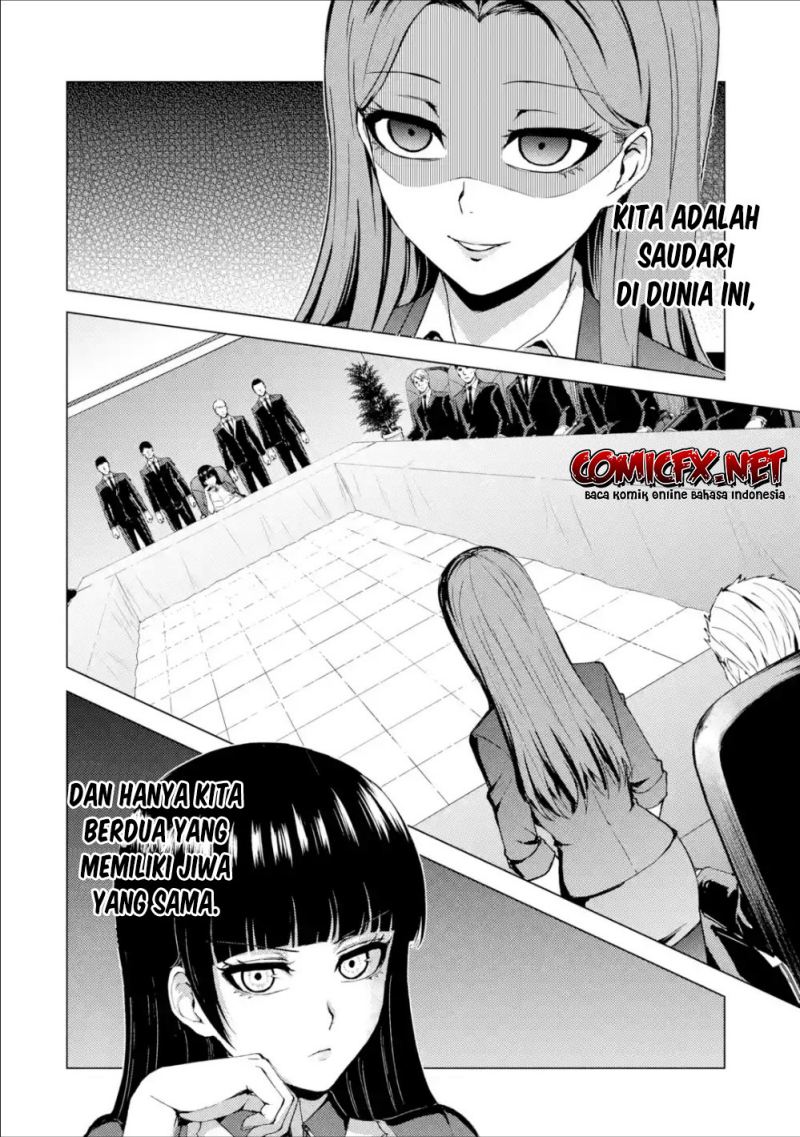 KITA ADALAH
SAUDARI
DI DUNIA INI,
COMICFX.NET
Baca komik online Bahasa Indonesia
DAN HANYA KITA
BERDUA YANG
MEMILIKI JIWA
YANG SAMA.